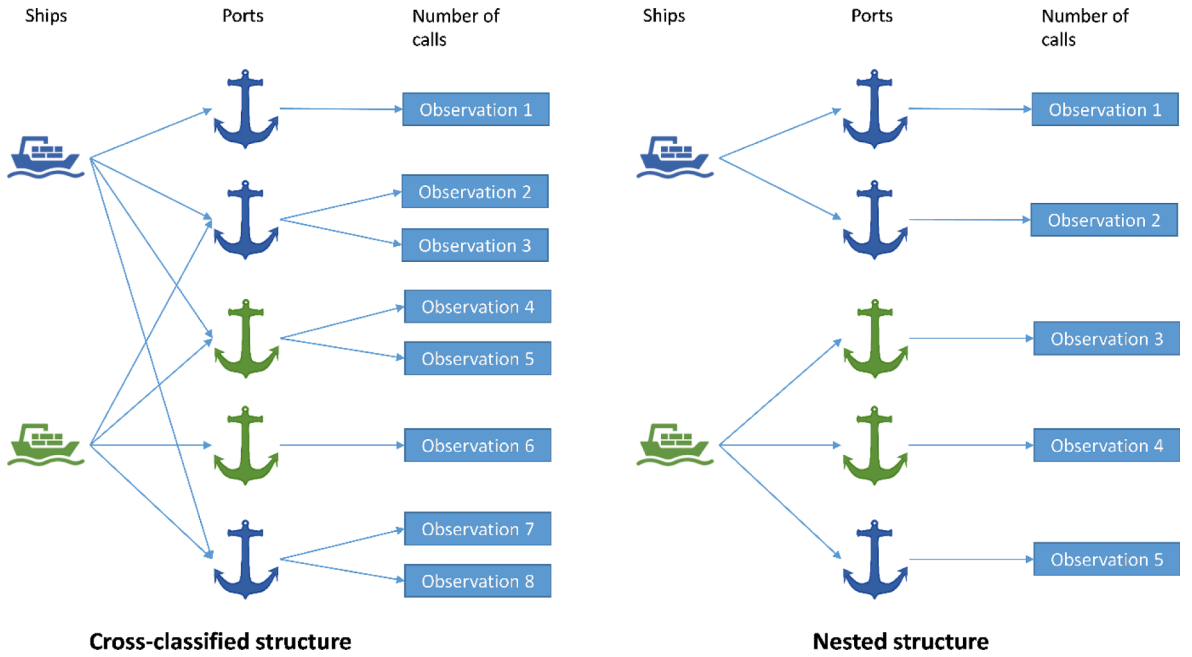 Ships
Ports
Number of
calls
Observation 1
Observation 2
Observation 3
Observation 4
Observation 5
Observation 6
Observation 7
Observation 8
Cross-classified structure
Ships
Ports
Number of
calls
Observation 1
Observation 2
Observation 3
Observation 4
Observation 5
Nested structure